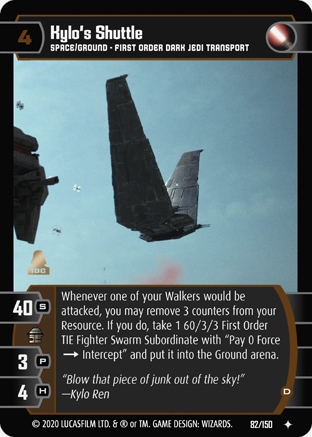 4 Kylo's Shuttle
SPACE/GROUND - FIRST ORDER DARK JEDI TRANSPORT
100
40 S
Whenever one of your Walkers would be
attacked, you may remove 3 counters from your
Resource. If you do, take 1 60/3/3 First Order
TIE Fighter Swarm Subordinate with "Pay 0 Force
→ Intercept" and put it into the Ground arena.
3 P
4 H
"Blow that piece of junk out of the sky!"
—Kylo Ren
D
© 2020 LUCASFILM LTD. & ® or TM. GAME DESIGN: WIZARDS. 82/150